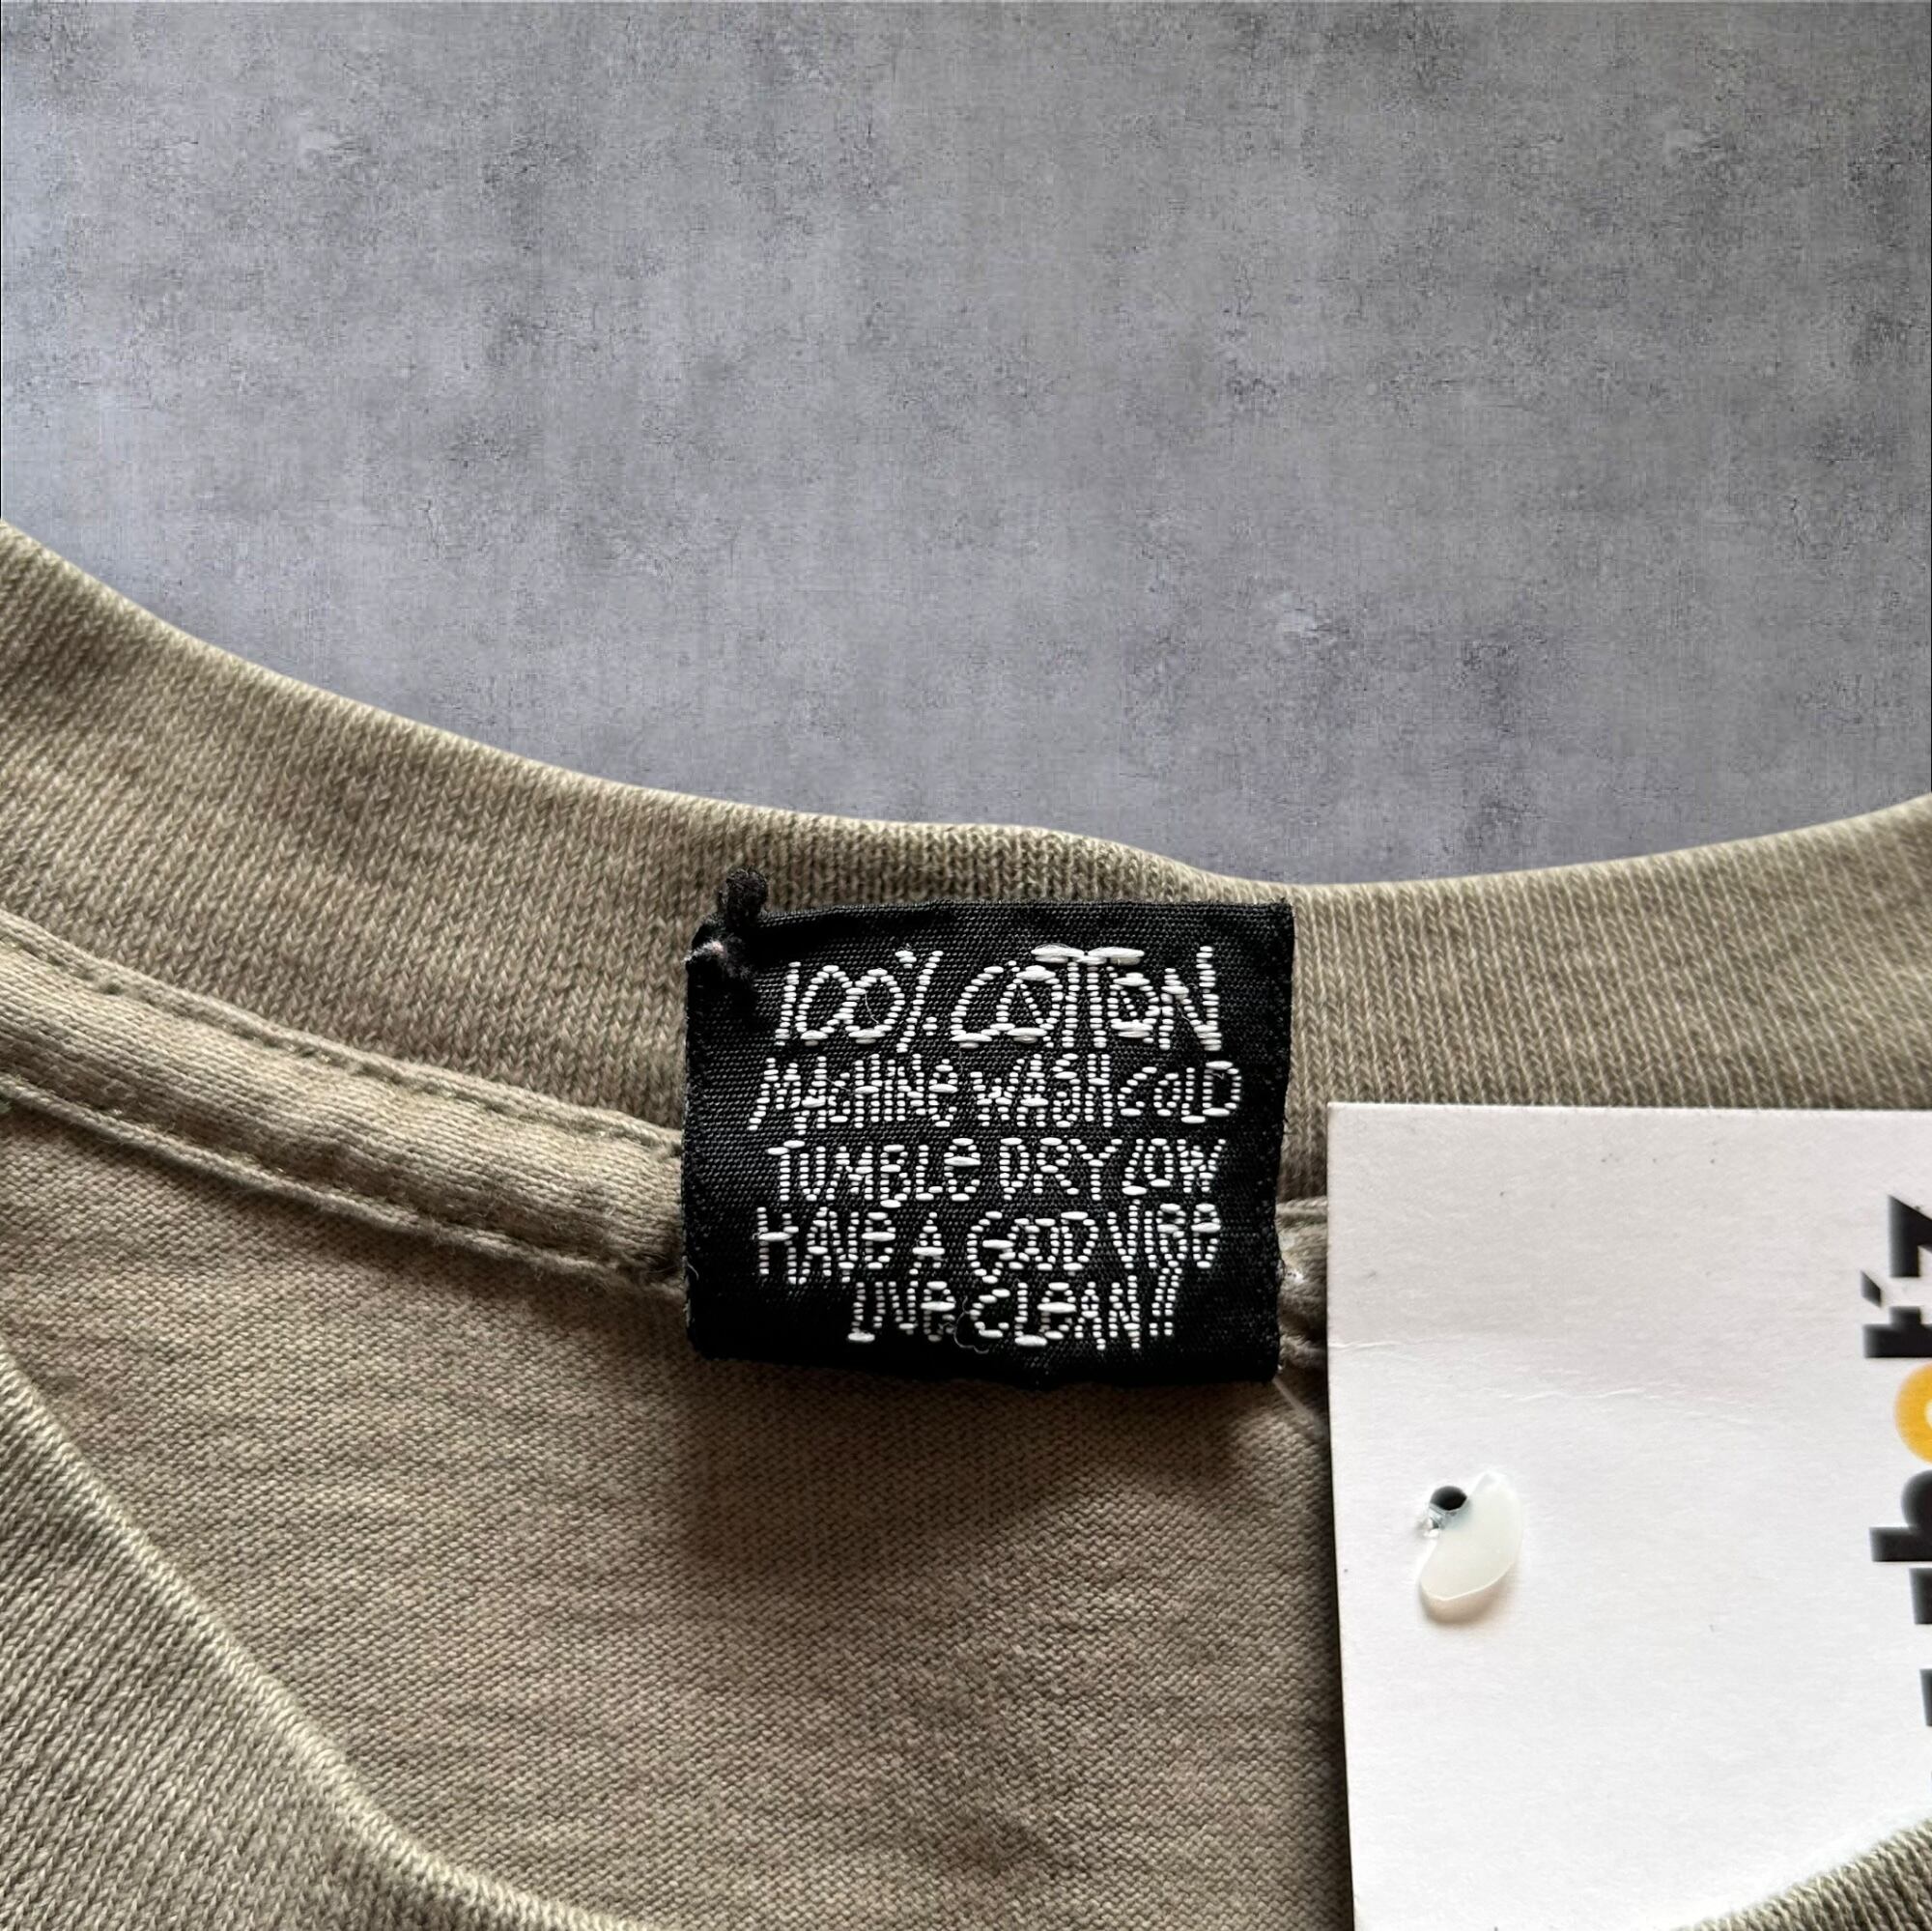 100% COTTON
MACHINE WASH COLD
TUMBLE DRY LOW
HAVE A GOOD VIBE
LIVE CLEAN!!